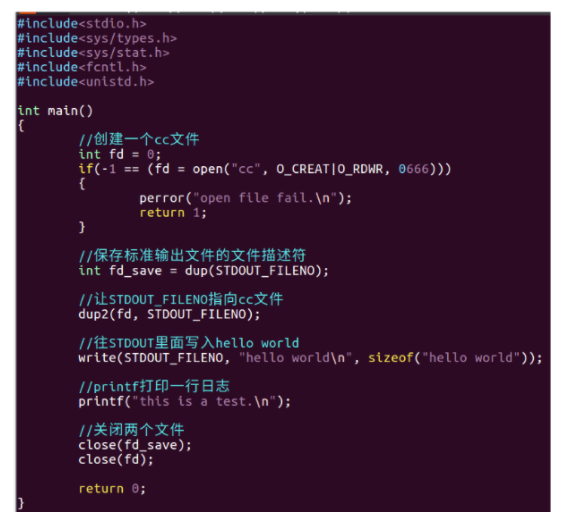 #include<stdio.h>
#include<sys/types.h>
#include<sys/stat.h>
#include<fcntl.h>
#include<unistd.h>

int main()
{
        //创建一个cc文件
        int fd = 0;
        if(-1 == (fd = open("cc", O_CREAT|O_RDWR, 0666)))
        {
                perror("open file fail.\n");
                return 1;
        }

        //保存标准输出文件的文件描述符
        int fd_save = dup(STDOUT_FILENO);

        //让STDOUT_FILENO指向cc文件
        dup2(fd, STDOUT_FILENO);

        //往STDOUT里面写入hello world
        write(STDOUT_FILENO, "hello world\n", sizeof("hello world"));

        //printf打印一行日志
        printf("this is a test.\n");

        //关闭两个文件
        close(fd_save);
        close(fd);

        return 0;
}